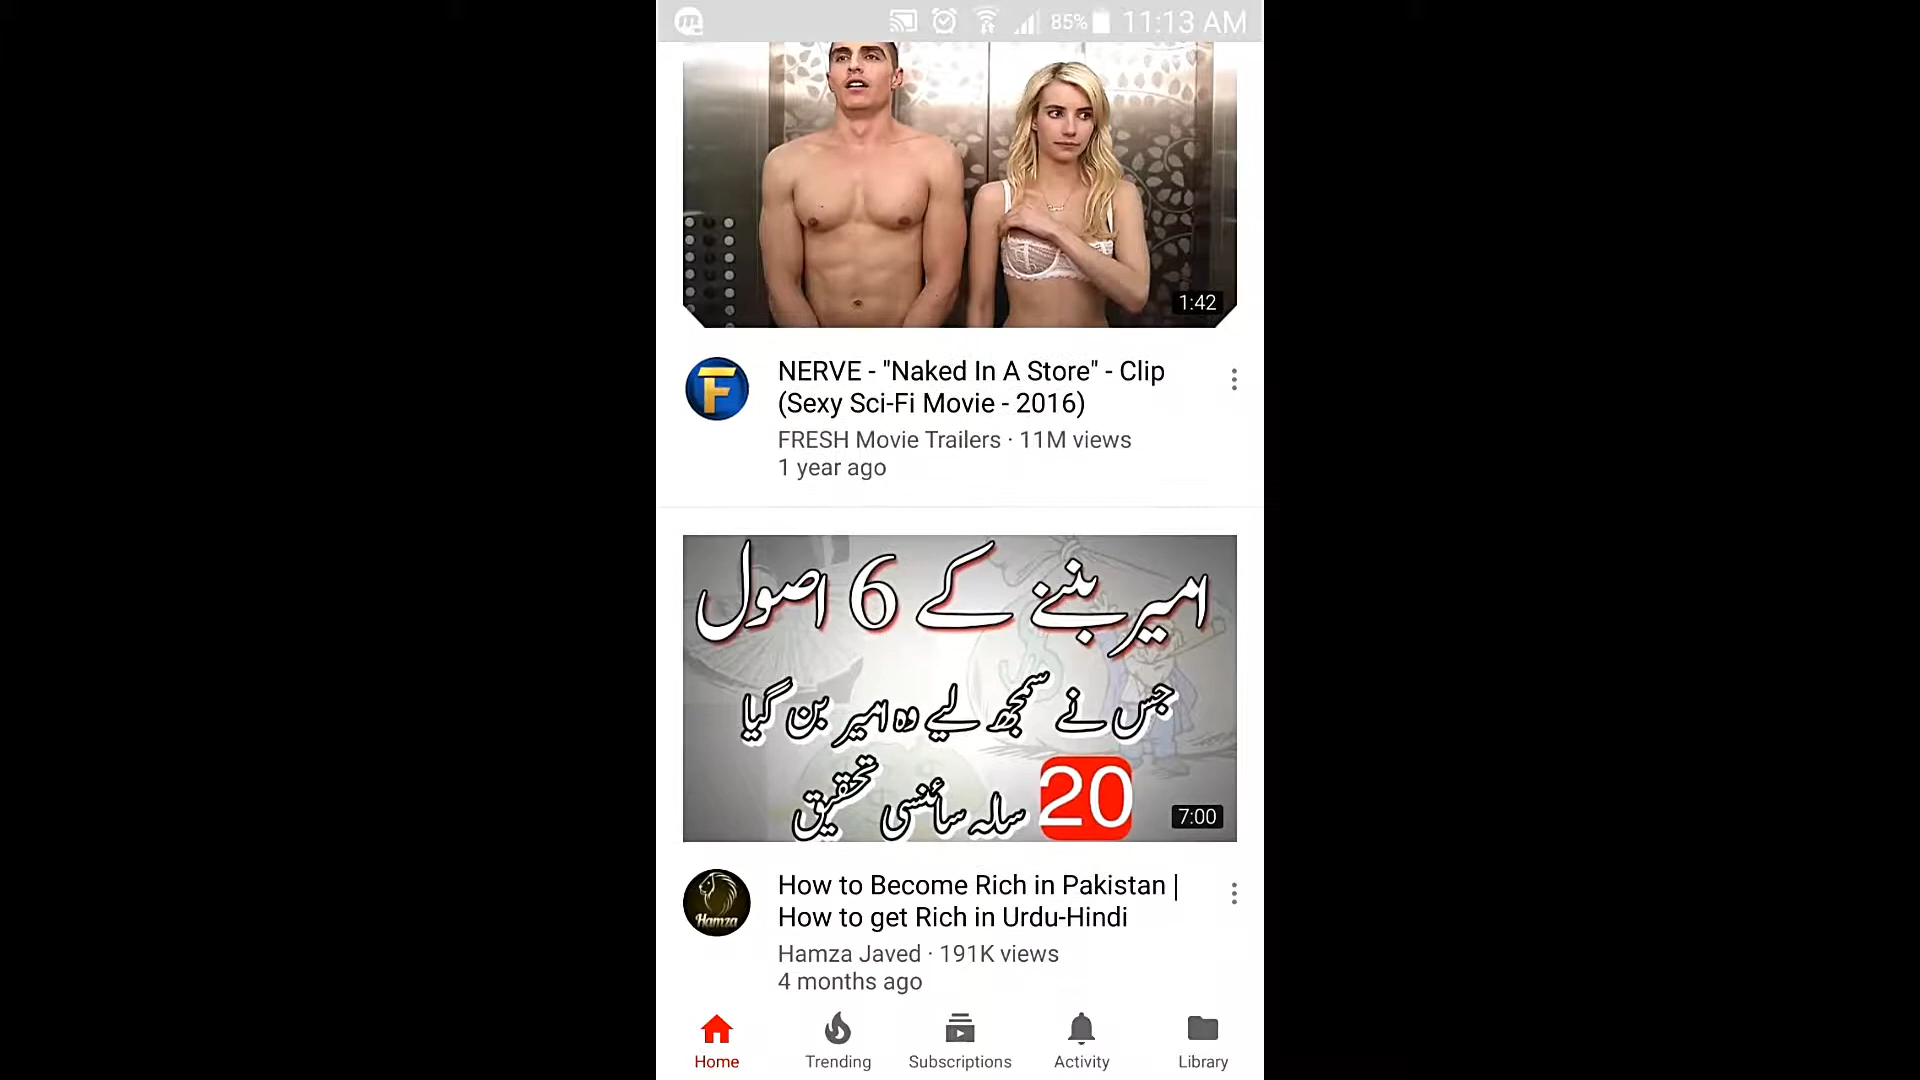 85% 11:13 AM
1:42
NERVE - "Naked In A Store" - Clip
(Sexy Sci-Fi Movie - 2016)
FRESH Movie Trailers · 11M views
1 year ago
امیر بننے کے 6 اصول
جس نے سمجھ لیے وہ امیر بن گیا
20 سالہ سائنسی تحقیق
7:00
Hamza
How to Become Rich in Pakistan |
How to get Rich in Urdu-Hindi
Hamza Javed · 191K views
4 months ago
Home Trending Subscriptions Activity Library